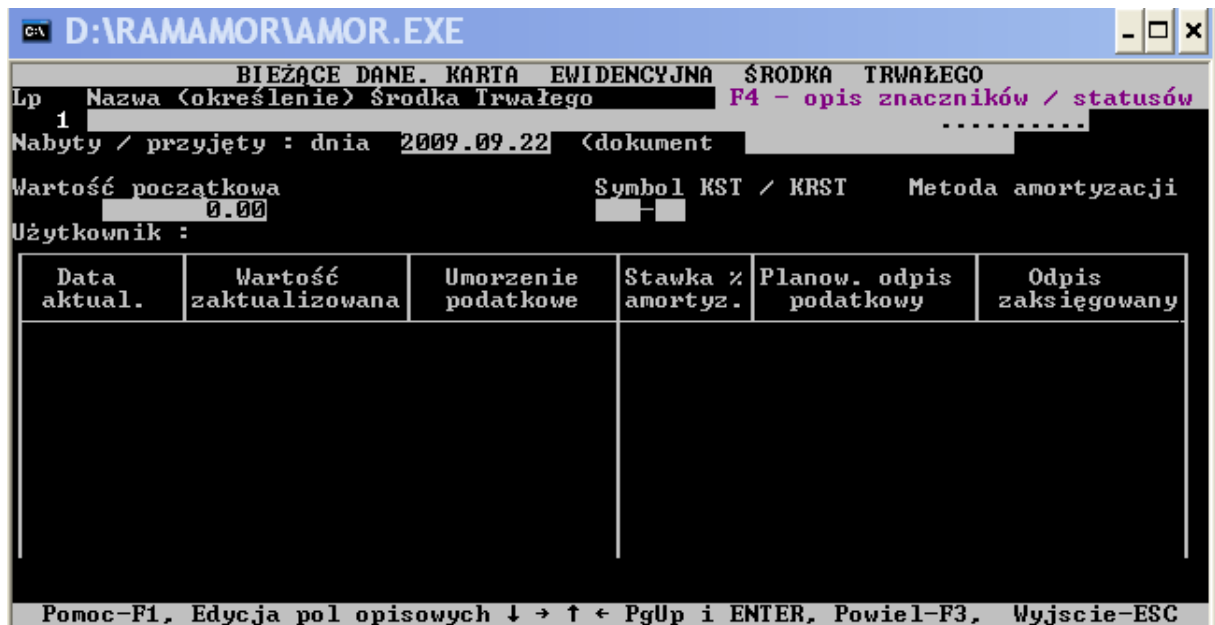 D:\RAMAMOR\AMOR.EXE
BIEŻĄCE DANE. KARTA EWIDENCYJNA ŚRODKA TRWAŁEGO
Lp Nazwa (określenie) Środka Trwałego F4 - opis znaczników / statusów
1 ..........
Nabyty / przyjęty : dnia 2009.09.22 (dokument
Wartość początkowa Symbol KST / KRST Metoda amortyzacji
0.00 -
Użytkownik :
Data Wartość Umorzenie Stawka % Planow. odpis Odpis
aktual. zaktualizowana podatkowe amortyz. podatkowy zaksięgowany
Pomoc-F1, Edycja pol opisowych ↓ → ↑ ← PgUp i ENTER, Powiel-F3, Wyjscie-ESC